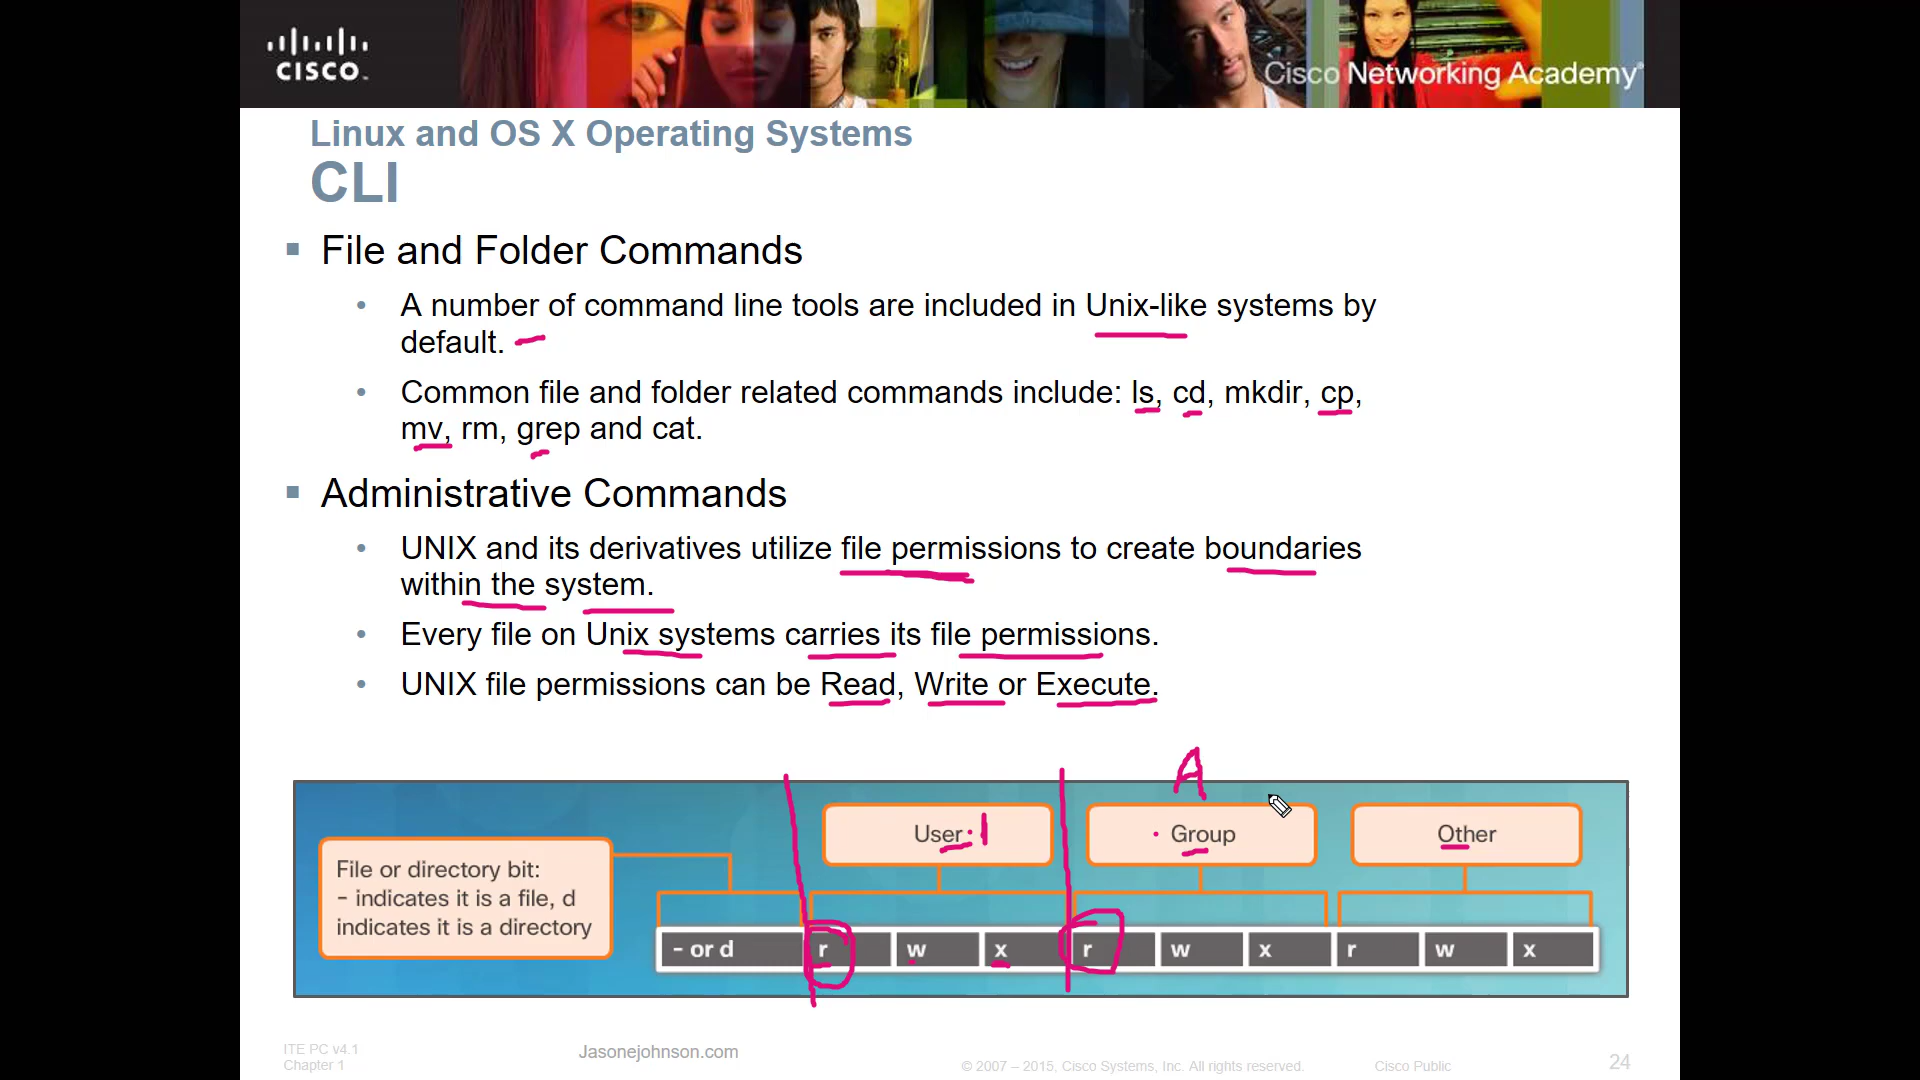 CISCO
Cisco Networking Academy
Linux and OS X Operating Systems
CLI
File and Folder Commands
A number of command line tools are included in Unix-like systems by
default.
Common file and folder related commands include: ls, cd, mkdir, cp,
mv, rm, grep and cat.
Administrative Commands
UNIX and its derivatives utilize file permissions to create boundaries
within the system.
Every file on Unix systems carries its file permissions.
UNIX file permissions can be Read, Write or Execute.
A
User 1
Group
Other
File or directory bit:
- indicates it is a file, d
indicates it is a directory
- or d r w x r w x r w x
ITE PC v4.1
Chapter 1
Jasonejohnson.com
© 2007 – 2015, Cisco Systems, Inc. All rights reserved.
Cisco Public
24